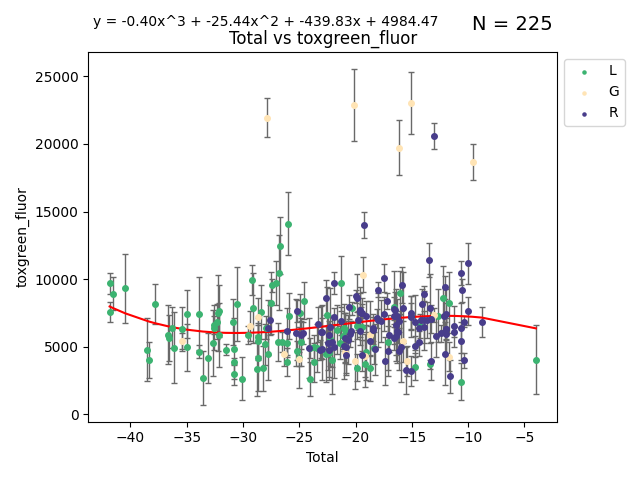 y = -0.40x^3 + -25.44x^2 + -439.83x + 4984.47
N = 225
Total vs toxgreen_fluor
L
G
R
toxgreen_fluor
25000
20000
15000
10000
5000
0
−40
−35
−30
−25
−20
−15
−10
−5
Total